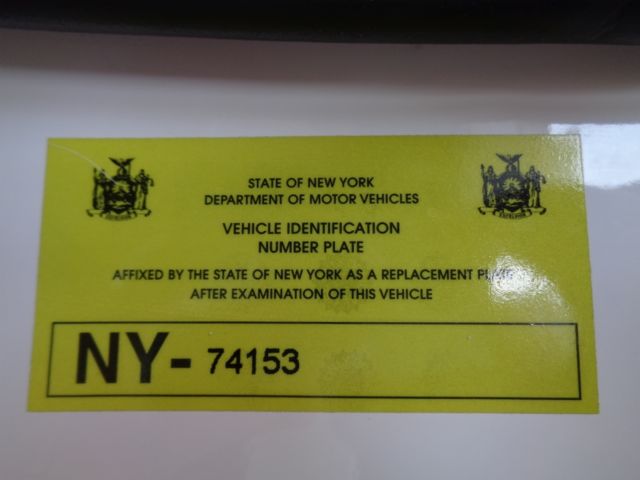 STATE OF NEW YORK
DEPARTMENT OF MOTOR VEHICLES
VEHICLE IDENTIFICATION
NUMBER PLATE
AFFIXED BY THE STATE OF NEW YORK AS A REPLACEMENT PLATE
AFTER EXAMINATION OF THIS VEHICLE
NY- 74153